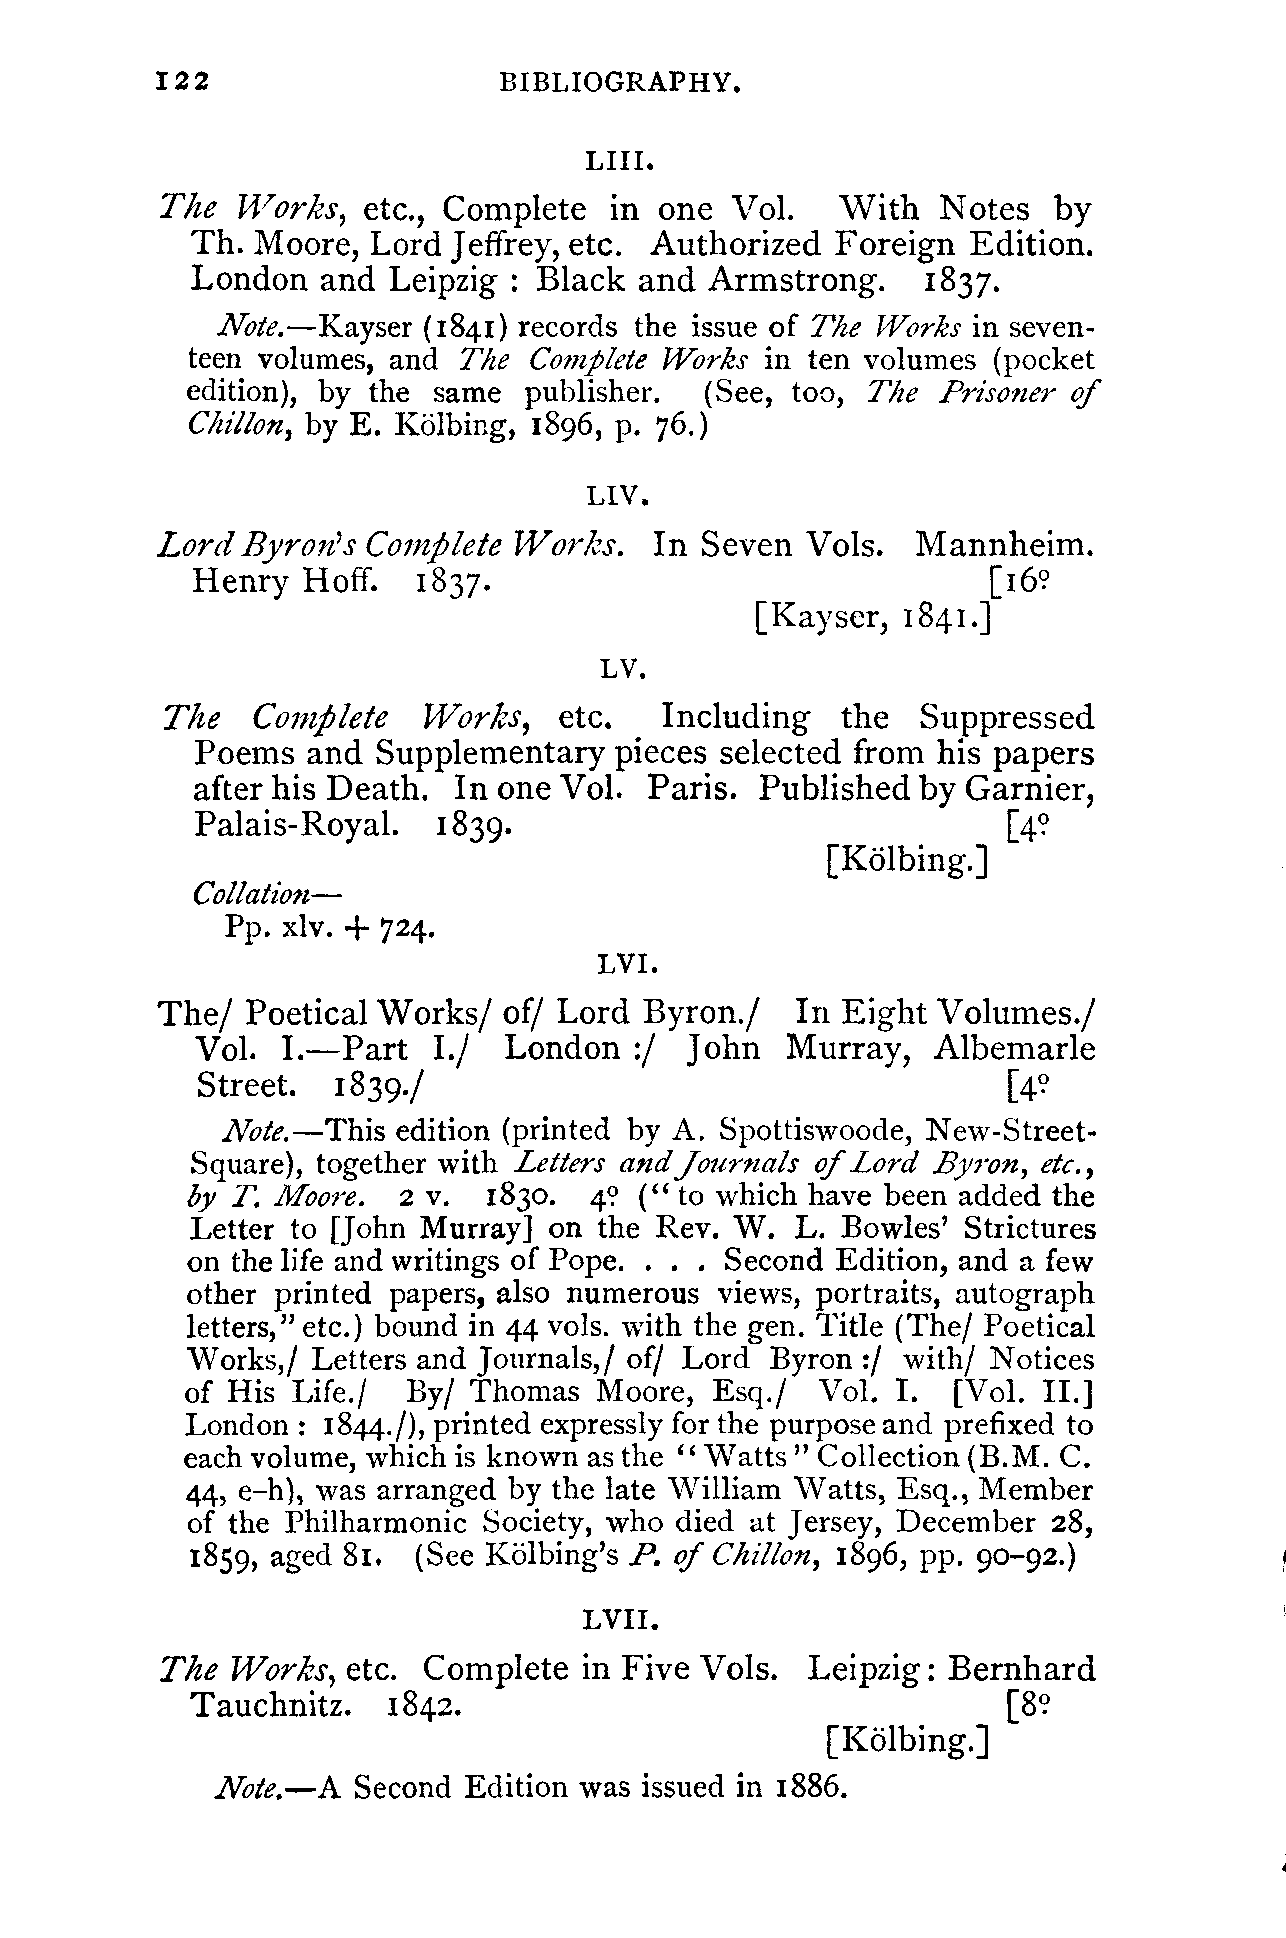 122 BIBLIOGRAPHY.
LIII.
The Works, etc., Complete in one Vol. With Notes by
Th. Moore, Lord Jeffrey, etc. Authorized Foreign Edition.
London and Leipzig : Black and Armstrong. 1837.
Note.—Kayser (1841) records the issue of The Works in seven-
teen volumes, and The Complete Works in ten volumes (pocket
edition), by the same publisher. (See, too, The Prisoner of
Chillon, by E. Kölbing, 1896, p. 76.)
LIV.
Lord Byron's Complete Works. In Seven Vols. Mannheim.
Henry Hoff. 1837. [16º
[Kayser, 1841.]
LV.
The Complete Works, etc. Including the Suppressed
Poems and Supplementary pieces selected from his papers
after his Death. In one Vol. Paris. Published by Garnier,
Palais-Royal. 1839. [4º
[Kölbing.]
Collation—
Pp. xlv. + 724.
LVI.
The/ Poetical Works/ of/ Lord Byron./ In Eight Volumes./
Vol. I.—Part I./ London :/ John Murray, Albemarle
Street. 1839./ [4º
Note.—This edition (printed by A. Spottiswoode, New-Street-
Square), together with Letters and Journals of Lord Byron, etc.,
by T. Moore. 2 v. 1830. 4º (“to which have been added the
Letter to [John Murray] on the Rev. W. L. Bowles’ Strictures
on the life and writings of Pope. . . . Second Edition, and a few
other printed papers, also numerous views, portraits, autograph
letters,” etc.) bound in 44 vols. with the gen. Title (The/ Poetical
Works,/ Letters and Journals,/ of/ Lord Byron :/ with/ Notices
of His Life./ By/ Thomas Moore, Esq./ Vol. I. [Vol. II.]
London : 1844./), printed expressly for the purpose and prefixed to
each volume, which is known as the “Watts” Collection (B.M. C.
44, e–h), was arranged by the late William Watts, Esq., Member
of the Philharmonic Society, who died at Jersey, December 28,
1859, aged 81. (See Kölbing's P. of Chillon, 1896, pp. 90–92.)
LVII.
The Works, etc. Complete in Five Vols. Leipzig : Bernhard
Tauchnitz. 1842. [8º
[Kölbing.]
Note.—A Second Edition was issued in 1886.